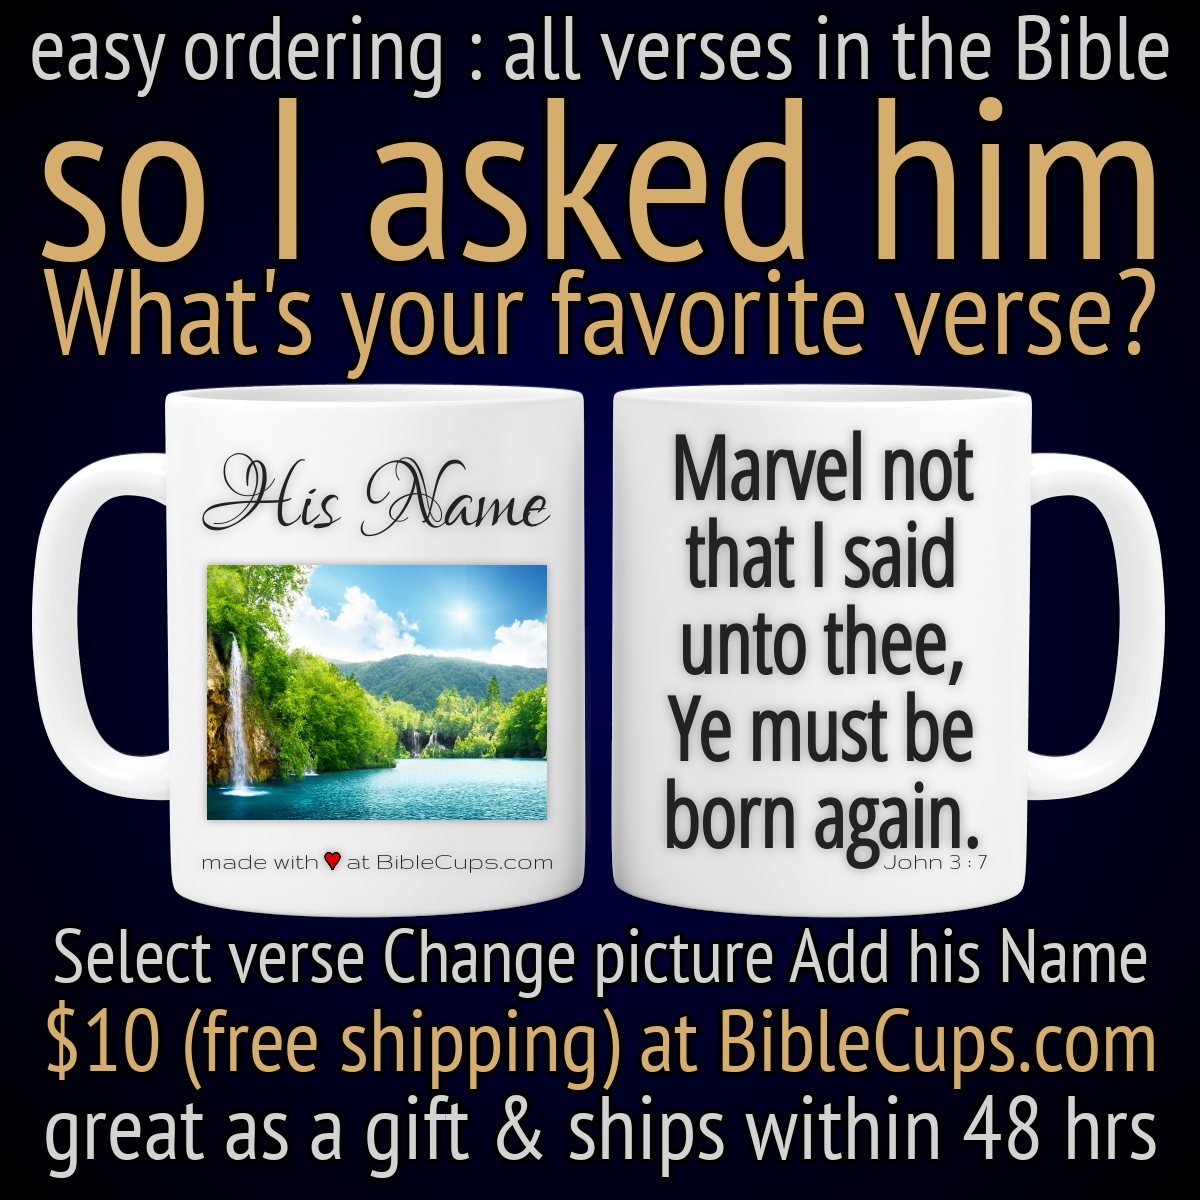 easy ordering : all verses in the Bible
so I asked him
What's your favorite verse?
His Name
made with at BibleCups.com
Marvel not
that I said
unto thee,
Ye must be
born again.
John 3:7
Select verse Change picture Add his Name
$10 (free shipping) at BibleCups.com
great as a gift & ships within 48 hrs